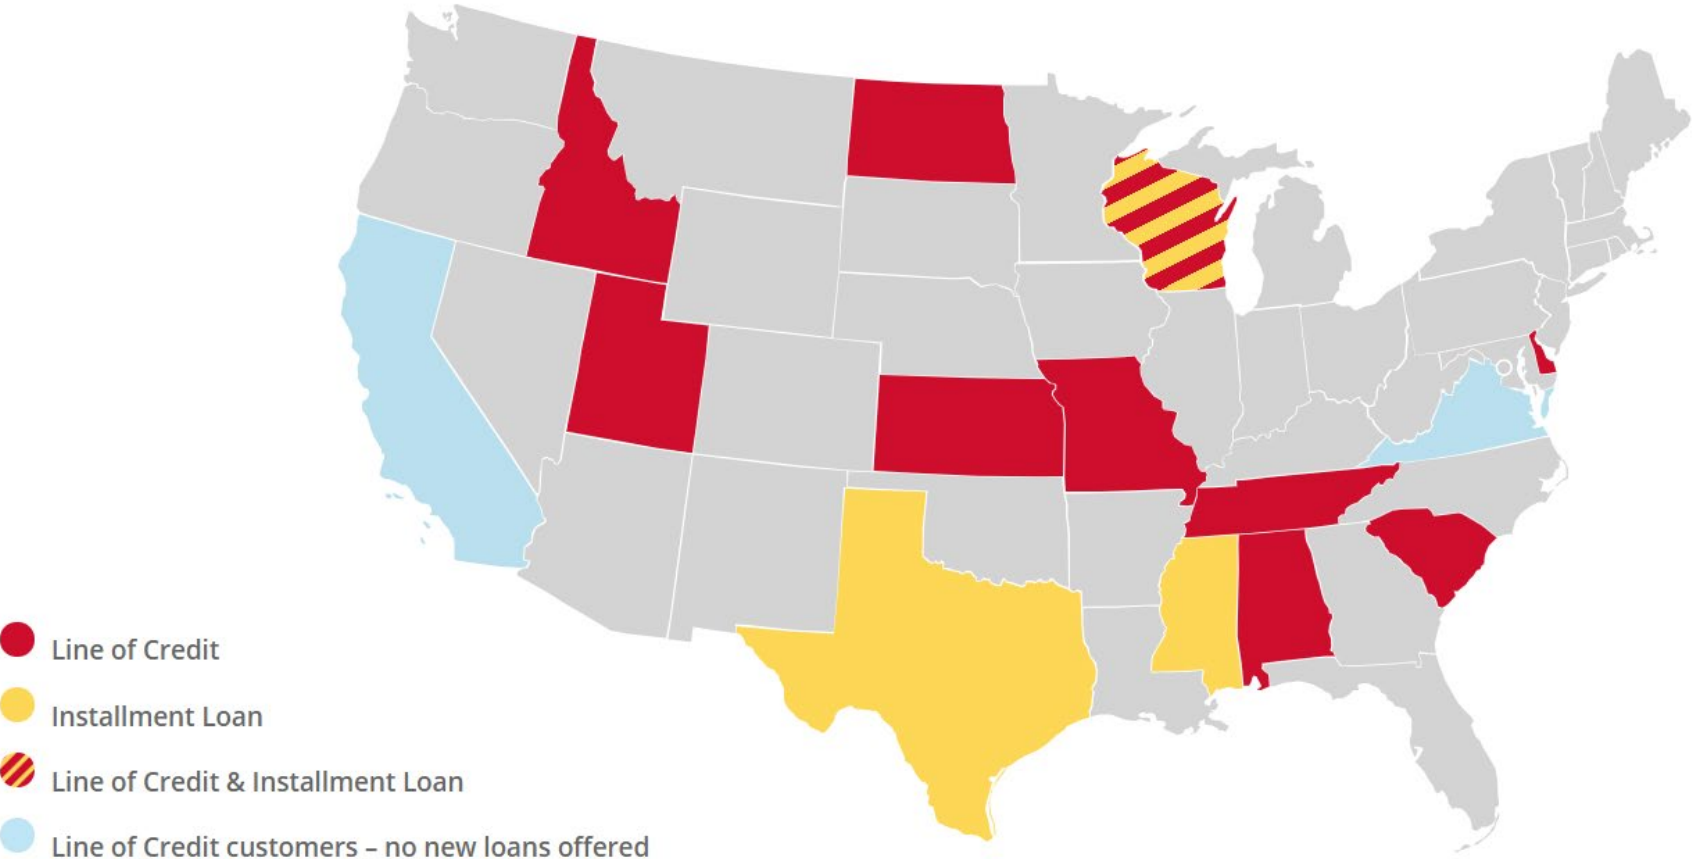 Line of Credit
Installment Loan
Line of Credit & Installment Loan
Line of Credit customers – no new loans offered